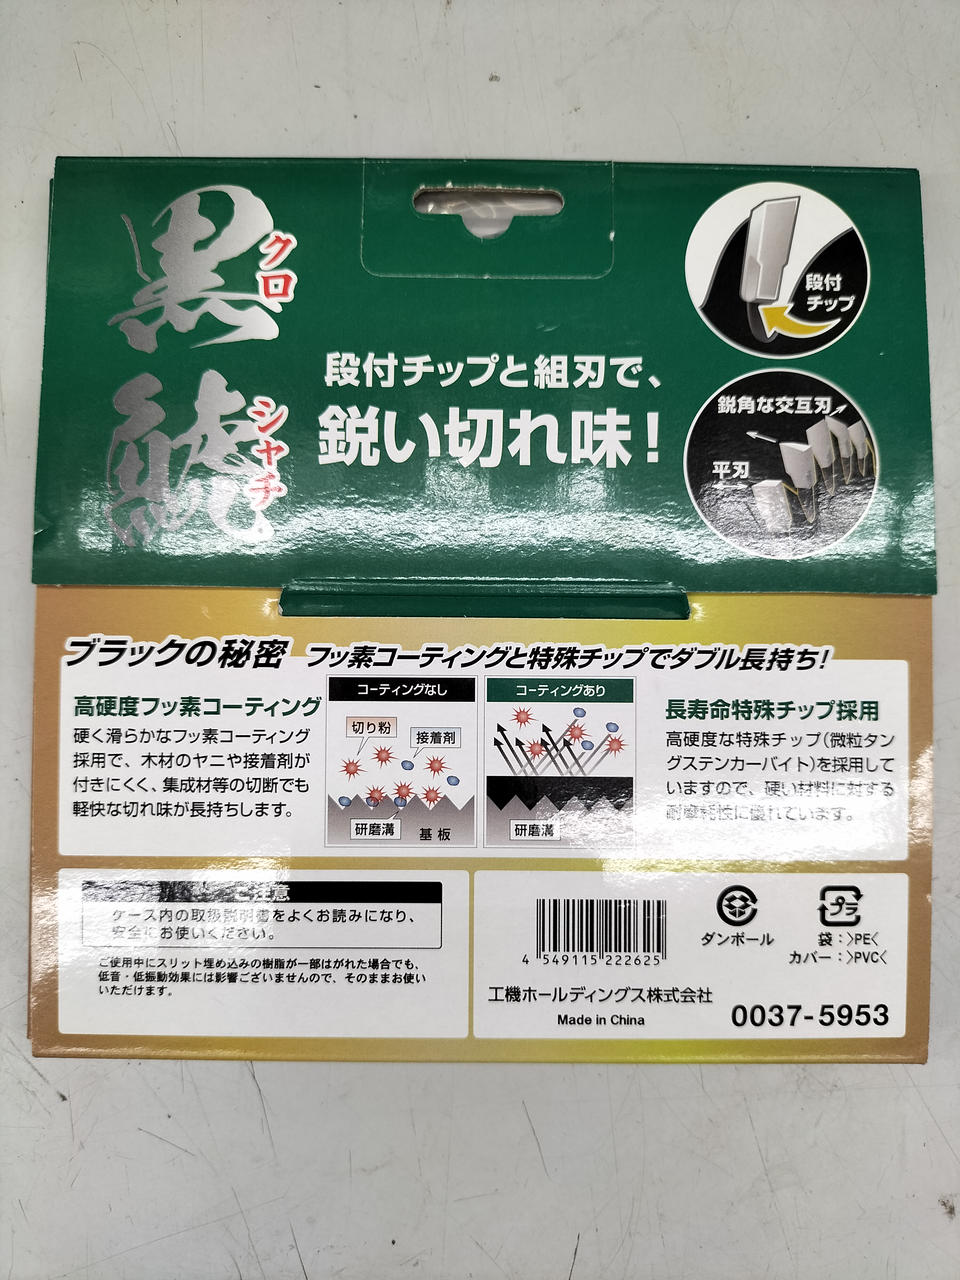 黒
クロ
鯱
シャチ
段付チップと組刃で、
鋭い切れ味！
段付
チップ
鋭角な交互刃
平刃
ブラックの秘密 フッ素コーティングと特殊チップでダブル長持ち！
高硬度フッ素コーティング
硬く滑らかなフッ素コーティング
採用で、木材のヤニや接着剤が
付きにくく、集成材等の切断でも
軽快な切れ味が長持ちします。
コーティングなし
切り粉
接着剤
研磨溝
基板
コーティングあり
研磨溝
長寿命特殊チップ採用
高硬度な特殊チップ(微粒タン
グステンカーバイト)を採用して
いますので、硬い材料に対する
耐摩耗性に優れています。
ケース内の取扱説明書をよくお読みになり、
安全にお使いください。
ご使用中にスリット埋め込みの樹脂が一部はがれた場合でも、
低音・低振動効果には影響ございませんので、そのままお使い
いただけます。
4 549115 222625
ダンボール
プラ
袋：>PE<
カバー：>PVC<
工機ホールディングス株式会社
Made in China
0037-5953